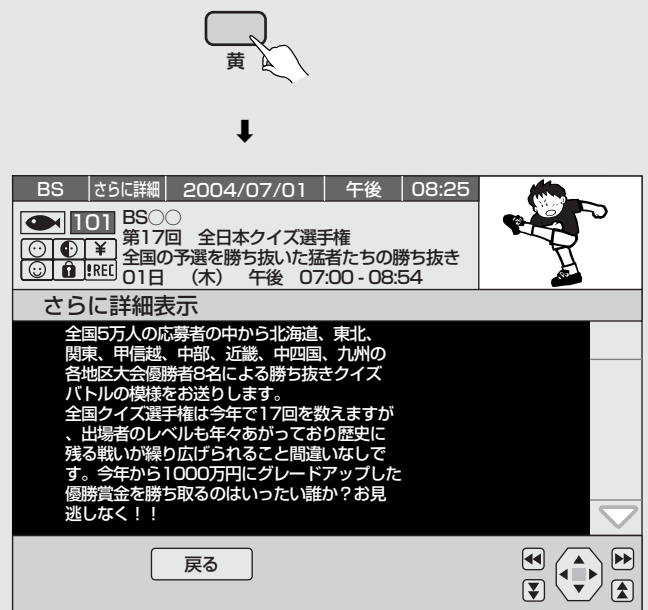 黄
BS さらに詳細 2004/07/01 午後 08:25
101 BS○○
第17回 全日本クイズ選手権
¥ 全国の予選を勝ち抜いた猛者たちの勝ち抜き
!REC 01日 (木) 午後 07:00 - 08:54
さらに詳細表示
全国5万人の応募者の中から北海道、東北、
関東、甲信越、中部、近畿、中四国、九州の
各地区大会優勝者8名による勝ち抜きクイズ
バトルの模様をお送りします。
全国クイズ選手権は今年で17回を数えますが
、出場者のレベルも年々あがっており歴史に
残る戦いが繰り広げられること間違いなしで
す。今年から1000万円にグレードアップした
優勝賞金を勝ち取るのはいったい誰か?お見
逃しなく!!
戻る